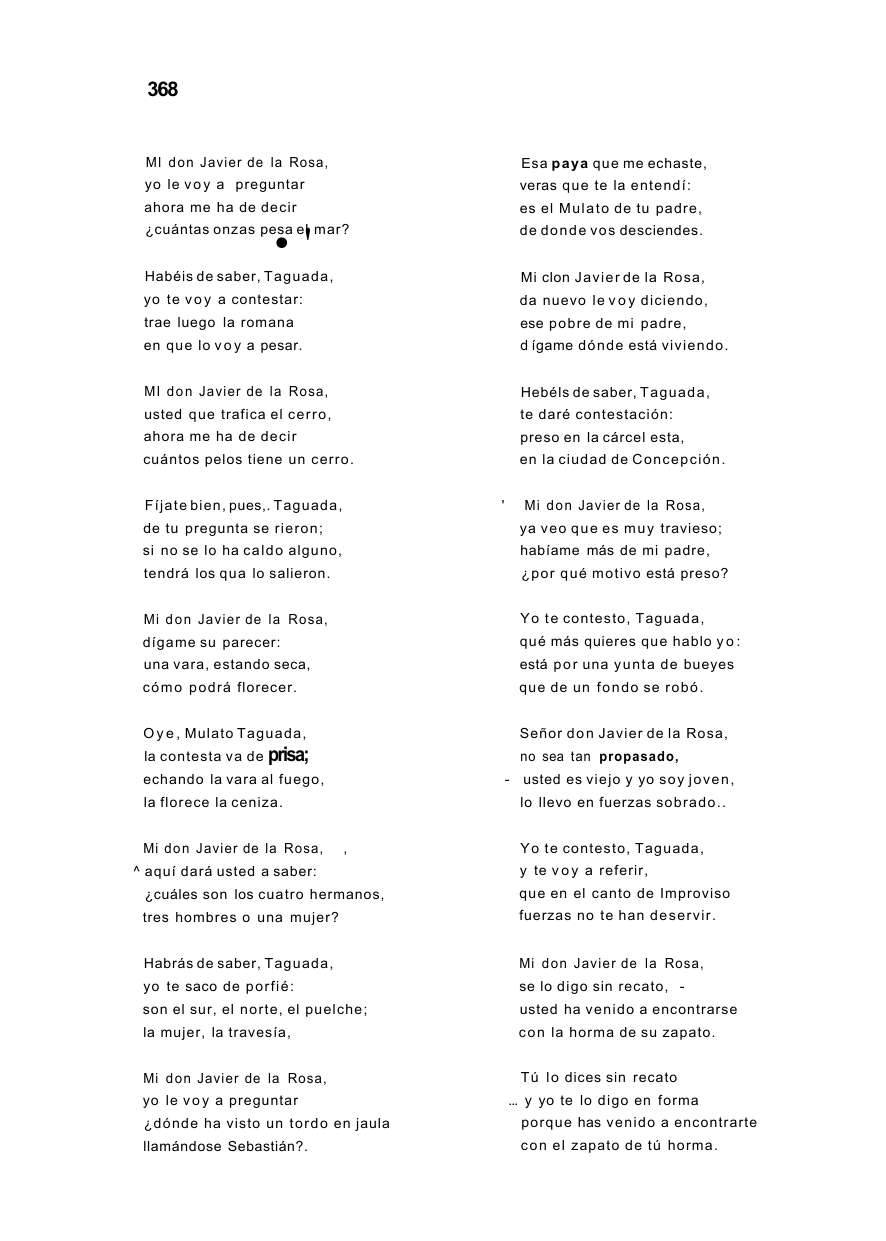 368

MI don Javier de la Rosa,
yo le voy a preguntar
ahora me ha de decir
¿cuántas onzas pesa el mar?

Habéis de saber, Taguada,
yo te voy a contestar:
trae luego la romana
en que lo voy a pesar.

MI don Javier de la Rosa,
usted que trafica el cerro,
ahora me ha de decir
cuántos pelos tiene un cerro.

Fíjate bien, pues,. Taguada,
de tu pregunta se rieron;
si no se lo ha caldo alguno,
tendrá los qua lo salieron.

Mi don Javier de la Rosa,
dígame su parecer:
una vara, estando seca,
cómo podrá florecer.

Oye, Mulato Taguada,
la contesta va de prisa;
echando la vara al fuego,
la florece la ceniza.

Mi don Javier de la Rosa, ,
^ aquí dará usted a saber:
¿cuáles son los cuatro hermanos,
tres hombres o una mujer?

Habrás de saber, Taguada,
yo te saco de porfié:
son el sur, el norte, el puelche;
la mujer, la travesía,

Mi don Javier de la Rosa,
yo le voy a preguntar
¿dónde ha visto un tordo en jaula
llamándose Sebastián?.

Esa paya que me echaste,
veras que te la entendí:
es el Mulato de tu padre,
de donde vos desciendes.

Mi clon Javier de la Rosa,
da nuevo le voy diciendo,
ese pobre de mi padre,
dígame dónde está viviendo.

Hebéls de saber, Taguada,
te daré contestación:
preso en la cárcel esta,
en la ciudad de Concepción.

' Mi don Javier de la Rosa,
ya veo que es muy travieso;
habíame más de mi padre,
¿por qué motivo está preso?

Yo te contesto, Taguada,
qué más quieres que hablo yo:
está por una yunta de bueyes
que de un fondo se robó.

Señor don Javier de la Rosa,
no sea tan propasado,
- usted es viejo y yo soy joven,
lo llevo en fuerzas sobrado..

Yo te contesto, Taguada,
y te voy a referir,
que en el canto de Improviso
fuerzas no te han deservir.

Mi don Javier de la Rosa,
se lo digo sin recato, -
usted ha venido a encontrarse
con la horma de su zapato.

Tú lo dices sin recato
... y yo te lo digo en forma
porque has venido a encontrarte
con el zapato de tú horma.